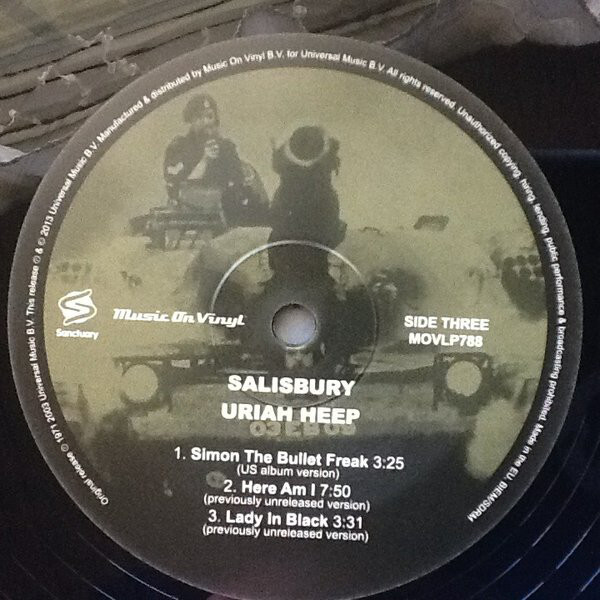 Original release ℗ 1971 2003 Universal Music B.V. This release ℗ & © 2013 Universal Music B.V. Manufactured & distributed by Music On Vinyl B.V. for Universal Music B.V. All rights reserved. Unauthorized copying, hiring, lending, public performance & broadcasting prohibited. Made in the EU. BIEM/SDRM
Sanctuary
Music On Vinyl
SIDE THREE
MOVLP788
SALISBURY
URIAH HEEP
03 EB 09
1. Simon The Bullet Freak 3:25
(US album version)
2. Here Am I 7:50
(previously unreleased version)
3. Lady In Black 3:31
(previously unreleased version)